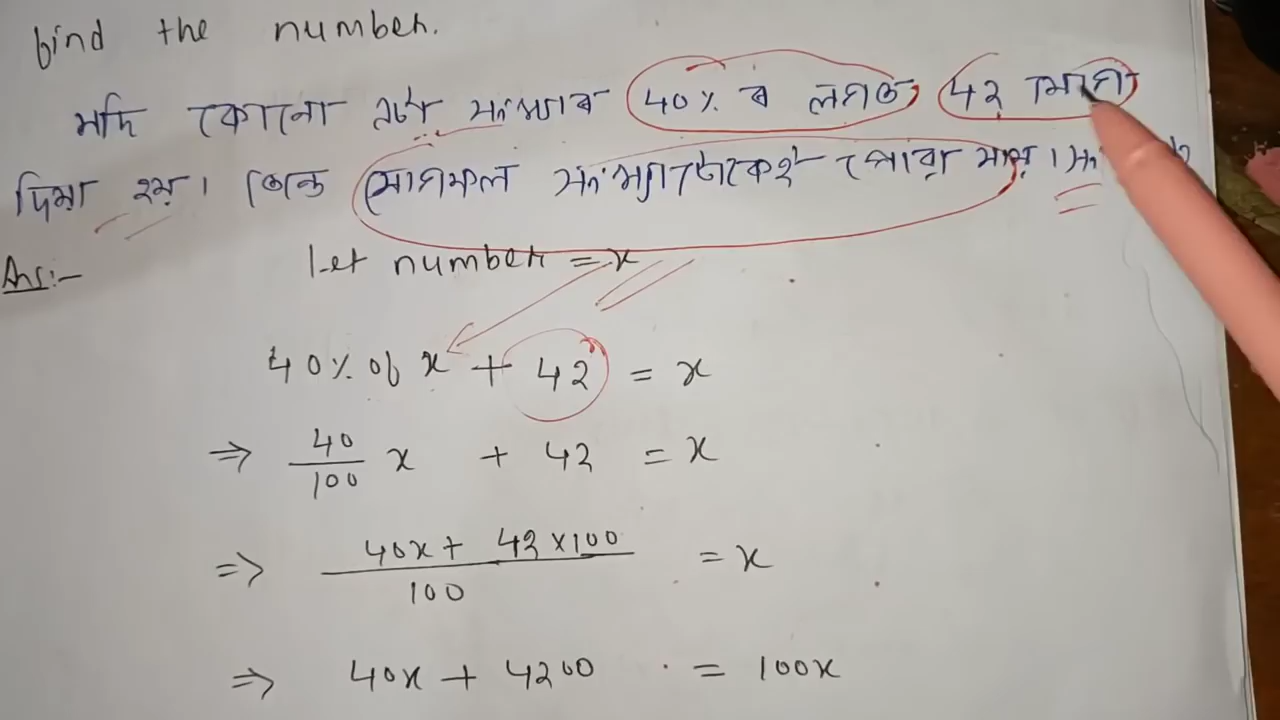 find the number.
যদি কোনো এটা সংখ্যাৰ 40% ৰ লগত 42 যোগ
দিয়া হয়। তেন্তে যোগফল সংখ্যাটোকেই পোৱা যায়।
Ans:- let number = x
40% of x + 42 = x
⇒ 40/100 x + 42 = x
⇒ 40x + 42×100 / 100 = x
⇒ 40x + 4200 = 100x